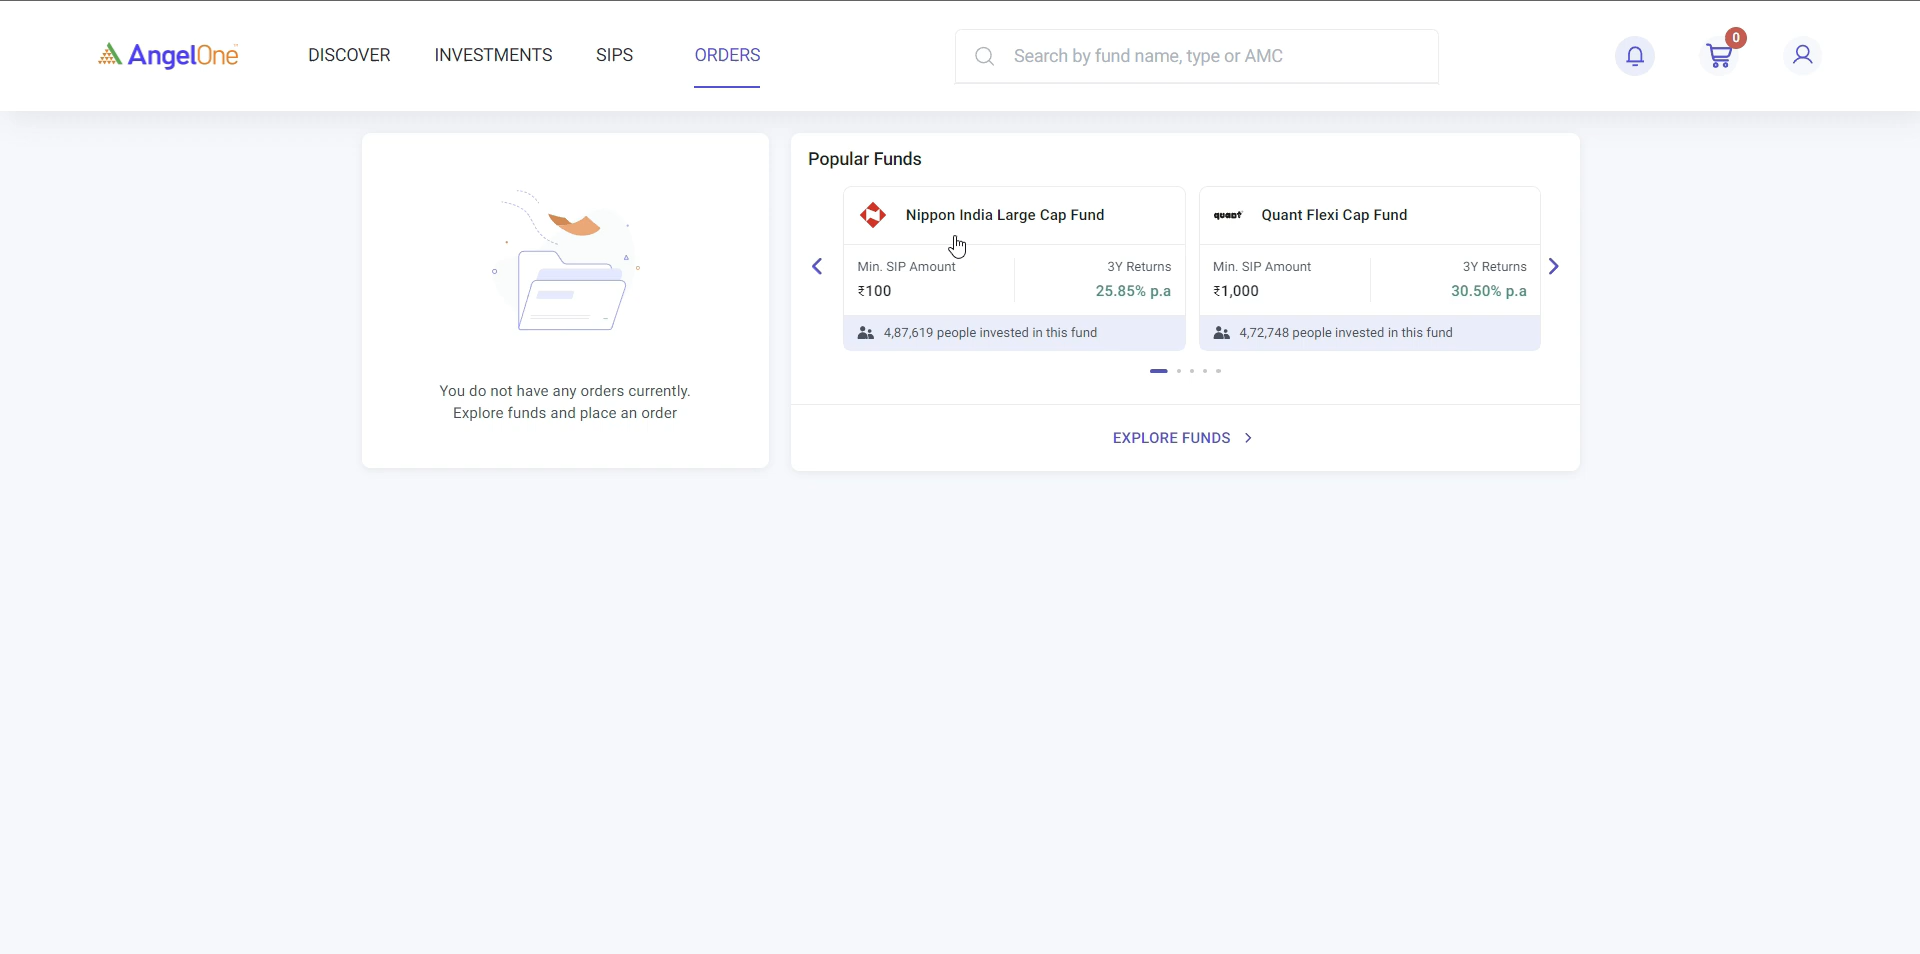 AngelOne
DISCOVER
INVESTMENTS
SIPS
ORDERS
Search by fund name, type or AMC
0
You do not have any orders currently.
Explore funds and place an order
Popular Funds
Nippon India Large Cap Fund
Min. SIP Amount
₹100
3Y Returns
25.85% p.a
4,87,619 people invested in this fund
quant
Quant Flexi Cap Fund
Min. SIP Amount
₹1,000
3Y Returns
30.50% p.a
4,72,748 people invested in this fund
EXPLORE FUNDS